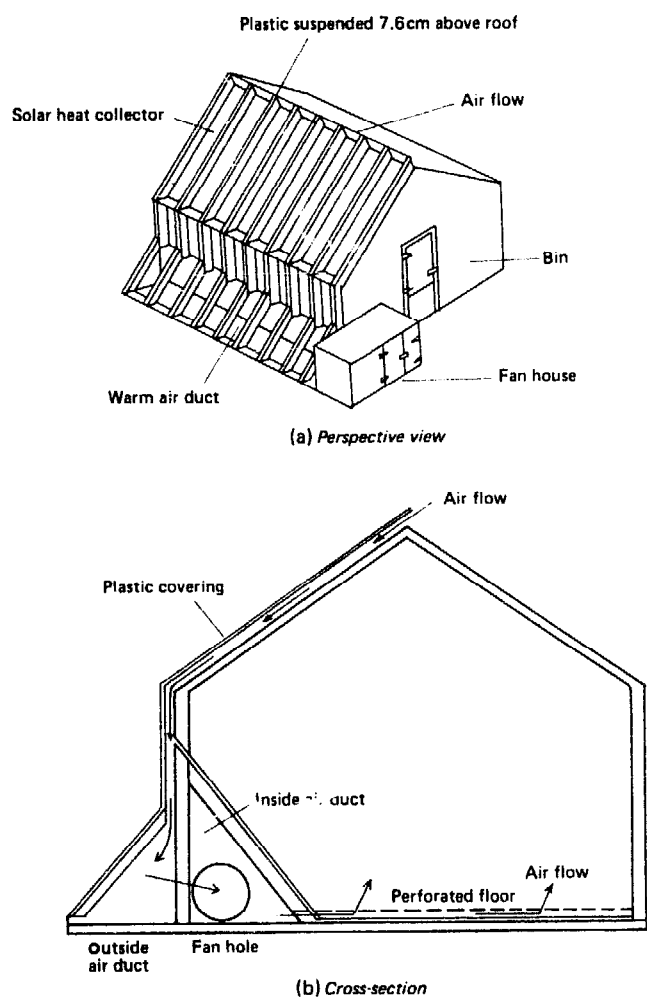 Plastic suspended 7.6cm above roof
Air flow
Solar heat collector
Bin
Fan house
Warm air duct
(a) Perspective view
Air flow
Plastic covering
Inside duct
Air flow
Perforated floor
Outside
air duct
Fan hole
(b) Cross-section